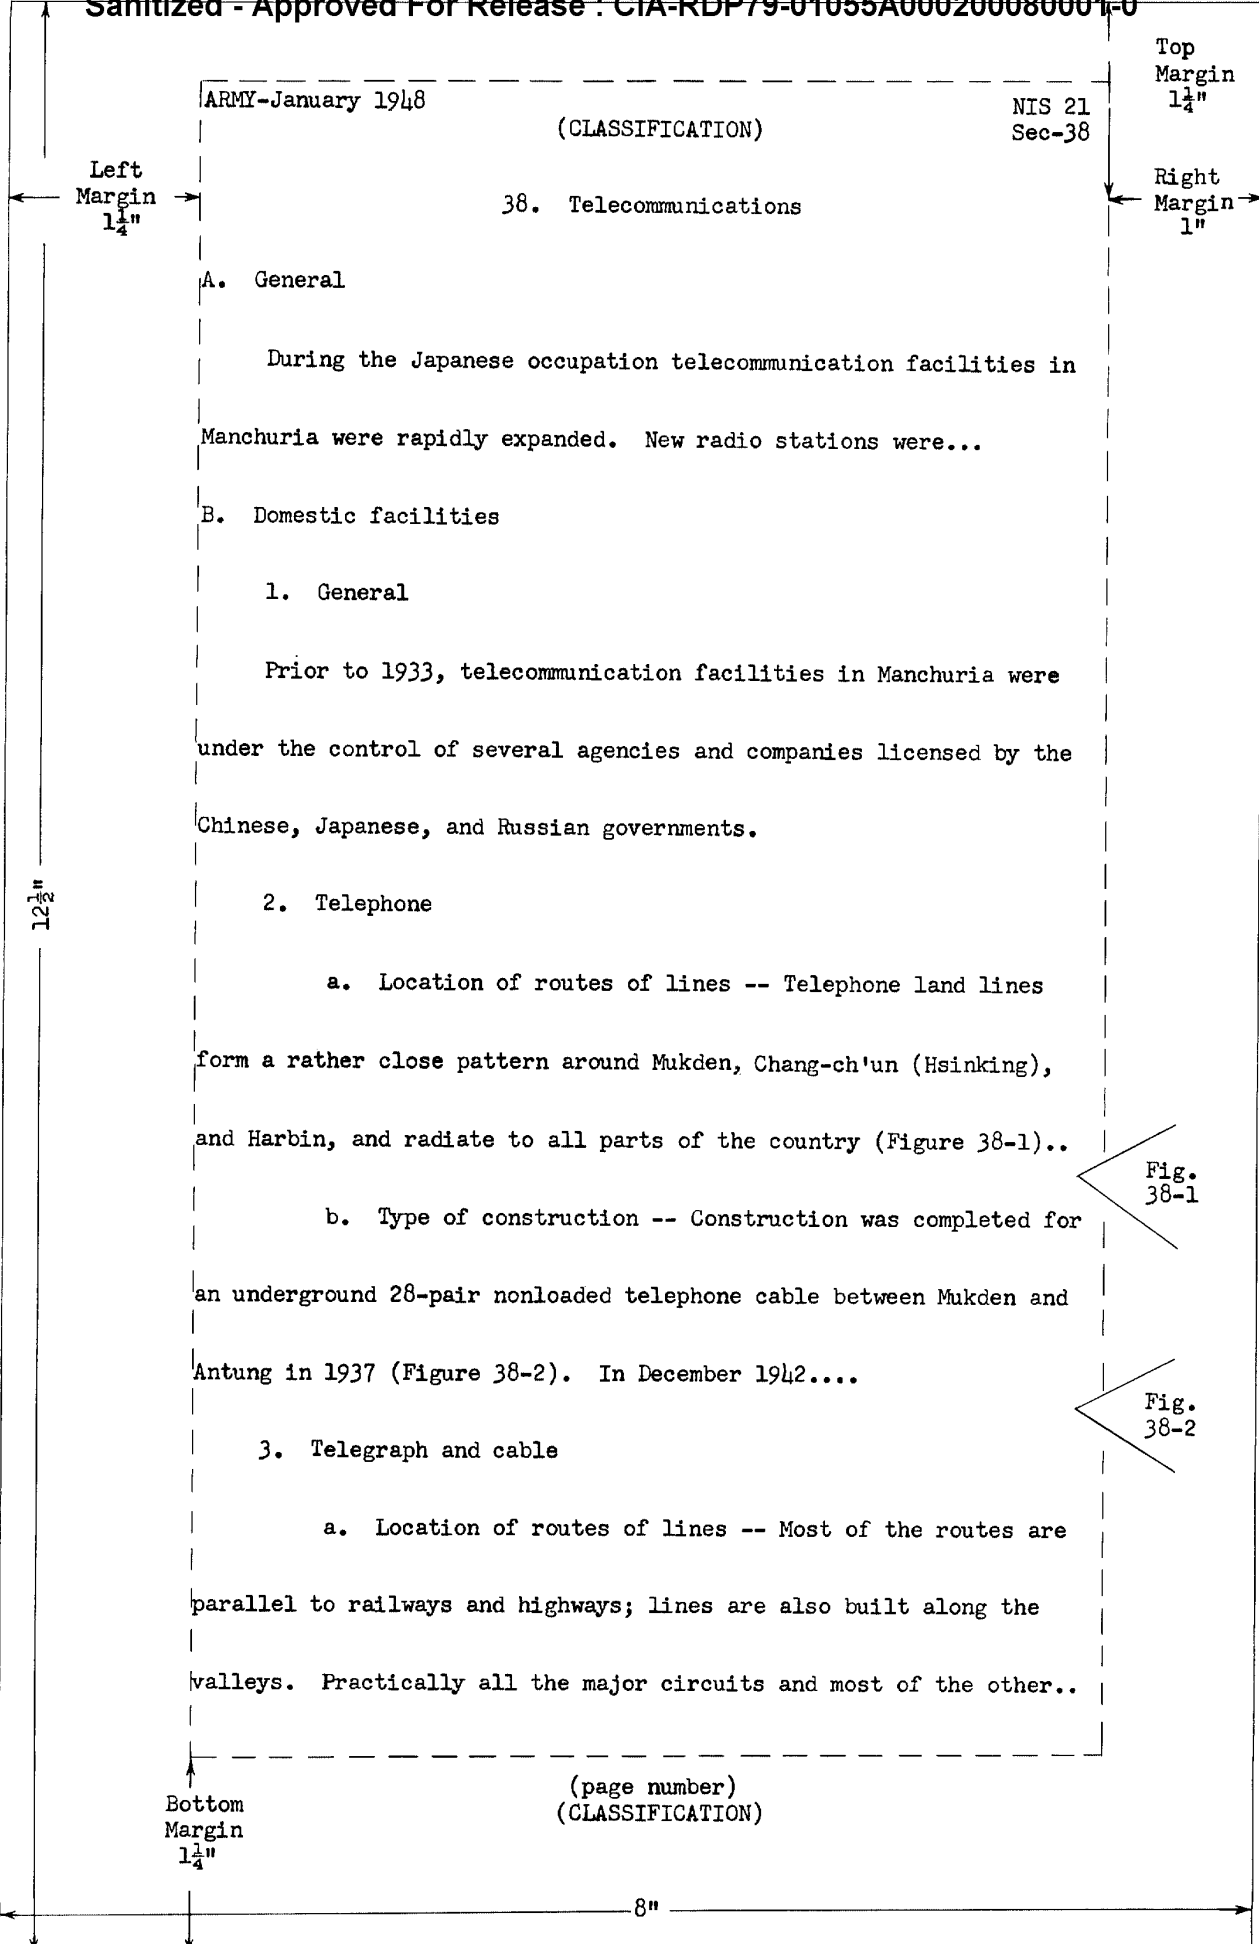 Sanitized - Approved For Release : CIA-RDP79-01055A000200080001-0
Top
Margin
1¼"
ARMY-January 1948
NIS 21
(CLASSIFICATION)
Sec-38
Left
Margin
1¼"
Right
Margin
1"
38. Telecommunications
A. General
During the Japanese occupation telecommunication facilities in
Manchuria were rapidly expanded. New radio stations were...
B. Domestic facilities
1. General
Prior to 1933, telecommunication facilities in Manchuria were
under the control of several agencies and companies licensed by the
Chinese, Japanese, and Russian governments.
12½"
2. Telephone
a. Location of routes of lines -- Telephone land lines
form a rather close pattern around Mukden, Chang-ch'un (Hsinking),
and Harbin, and radiate to all parts of the country (Figure 38-1)..
Fig.
38-1
b. Type of construction -- Construction was completed for
an underground 28-pair nonloaded telephone cable between Mukden and
Antung in 1937 (Figure 38-2). In December 1942....
Fig.
38-2
3. Telegraph and cable
a. Location of routes of lines -- Most of the routes are
parallel to railways and highways; lines are also built along the
valleys. Practically all the major circuits and most of the other..
(page number)
(CLASSIFICATION)
Bottom
Margin
1¼"
8"